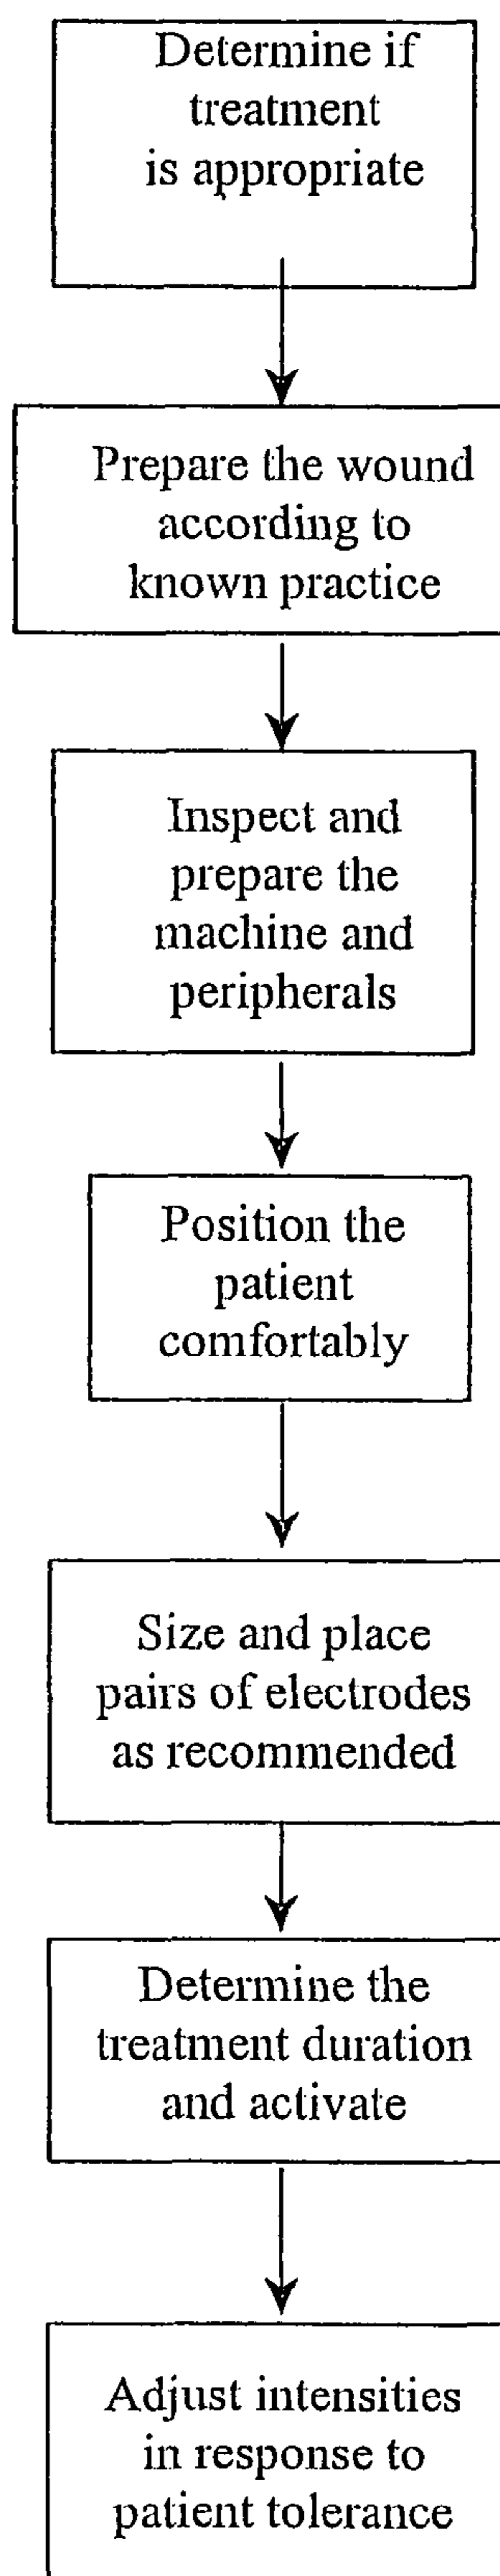 Determine if
treatment
is appropriate
Prepare the wound
according to
known practice
Inspect and
prepare the
machine and
peripherals
Position the
patient
comfortably
Size and place
pairs of electrodes
as recommended
Determine the
treatment duration
and activate
Adjust intensities
in response to
patient tolerance